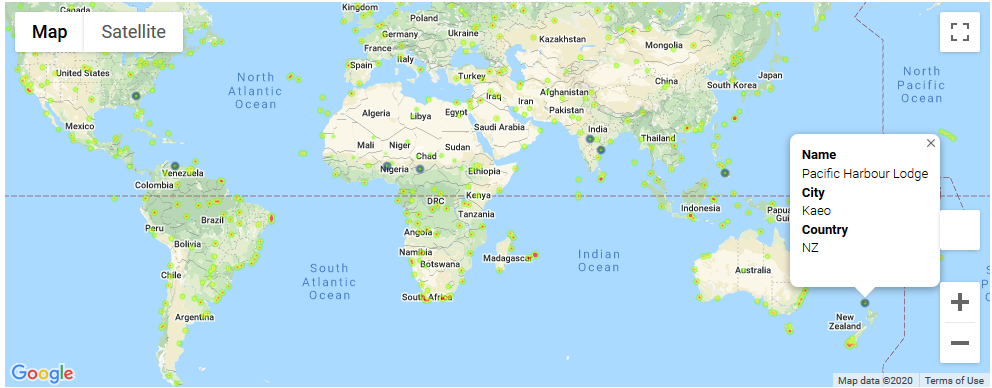 Map
Satellite
Canada
Kingdom
Poland
Germany
Ukraine
France
Italy
Spain
Turkey
Kazakhstan
Mongolia
China
Japan
South Korea
United States
Mexico
North
Atlantic
Ocean
North
Pacific
Ocean
Algeria
Libya
Egypt
Iraq
Iran
Afghanistan
Pakistan
Saudi Arabia
India
Thailand
Mali
Niger
Chad
Sudan
Nigeria
Ethiopia
Venezuela
Colombia
Kenya
DRC
Tanzania
Indonesia
Papua
Brazil
Peru
Bolivia
Angola
Namibia
Botswana
Madagascar
Indian
Ocean
Australia
South
Atlantic
Ocean
Chile
Argentina
South Africa
New
Zealand
Name
Pacific Harbour Lodge
City
Kaeo
Country
NZ
Google
Map data ©2020
Terms of Use